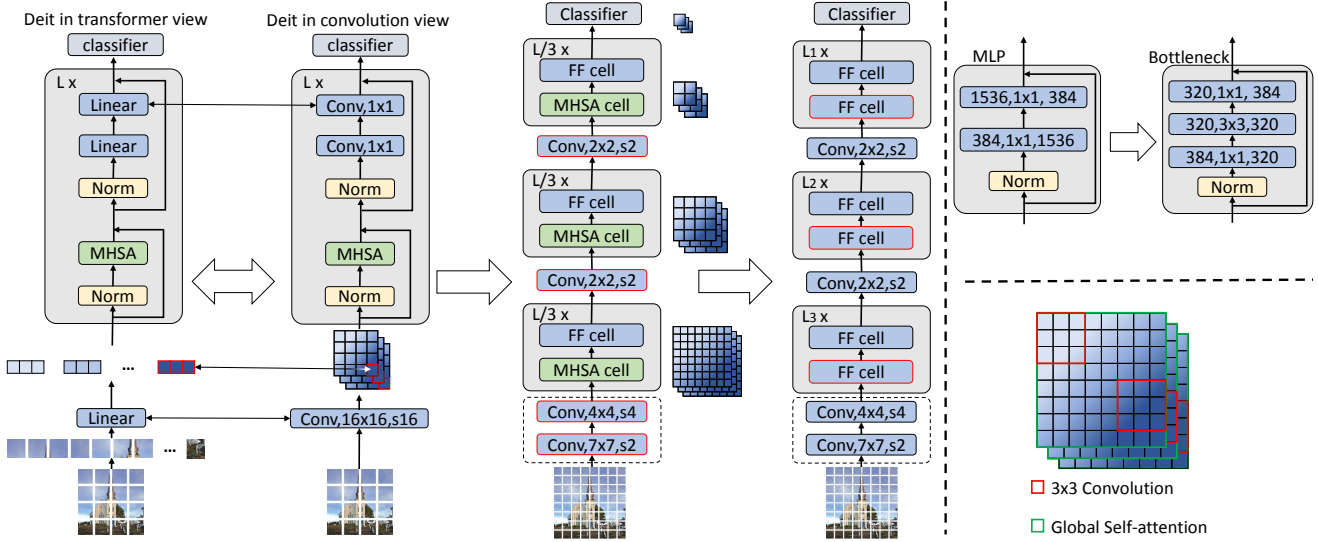 Deit in transformer view
classifier
L x
Linear
Linear
Norm
MHSA
Norm
...
Linear
...
Deit in convolution view
classifier
L x
Conv,1x1
Conv,1x1
Norm
MHSA
Norm
Conv,16x16,s16
Classifier
L/3 x
FF cell
MHSA cell
Conv,2x2,s2
L/3 x
FF cell
MHSA cell
Conv,2x2,s2
L/3 x
FF cell
MHSA cell
Conv,4x4,s4
Conv,7x7,s2
Classifier
L1 x
FF cell
FF cell
Conv,2x2,s2
L2 x
FF cell
FF cell
Conv,2x2,s2
L3 x
FF cell
FF cell
Conv,4x4,s4
Conv,7x7,s2
MLP
1536,1x1, 384
384,1x1,1536
Norm
Bottleneck
320,1x1, 384
320,3x3,320
384,1x1,320
Norm
3x3 Convolution
Global Self-attention